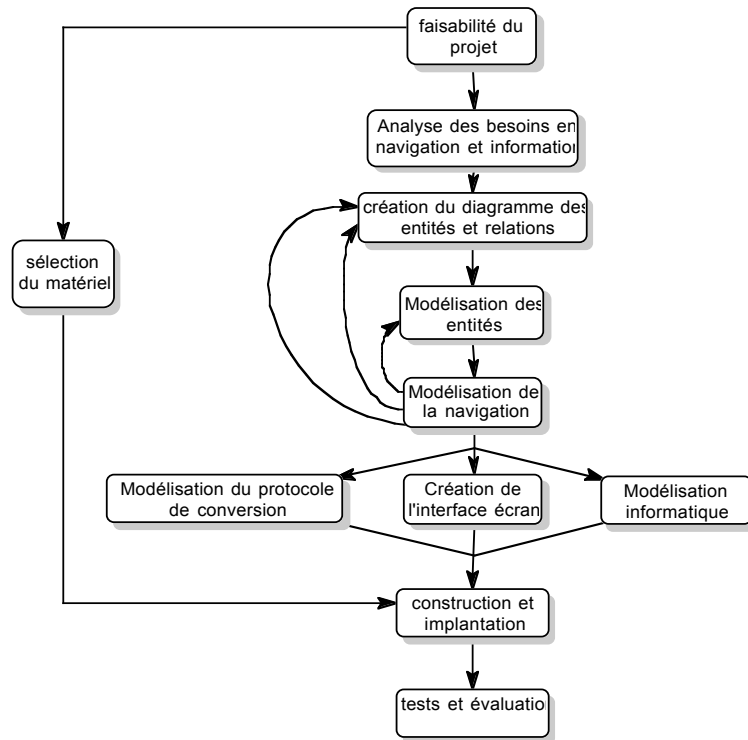 faisabilité du
projet
Analyse des besoins en
navigation et information
création du diagramme des
entités et relations
sélection
du matériel
Modélisation des
entités
Modélisation de
la navigation
Modélisation du protocole
de conversion
Création de
l'interface écran
Modélisation
informatique
construction et
implantation
tests et évaluatio